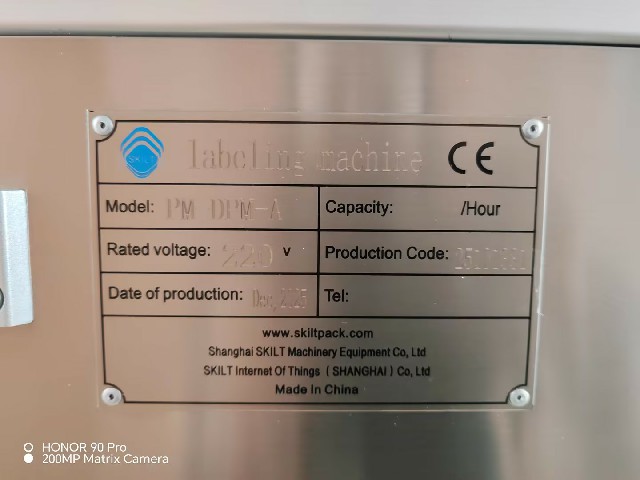 SKILT labeling machine CE
Model: PM DPM-A Capacity: /Hour
Rated voltage: 220 v Production Code:
Date of production: Dec,2025 Tel:
www.skiltpack.com
Shanghai SKILT Machinery Equipment Co, Ltd
SKILT Internet Of Things ( SHANGHAI ) Co, Ltd
Made In China
HONOR 90 Pro
200MP Matrix Camera